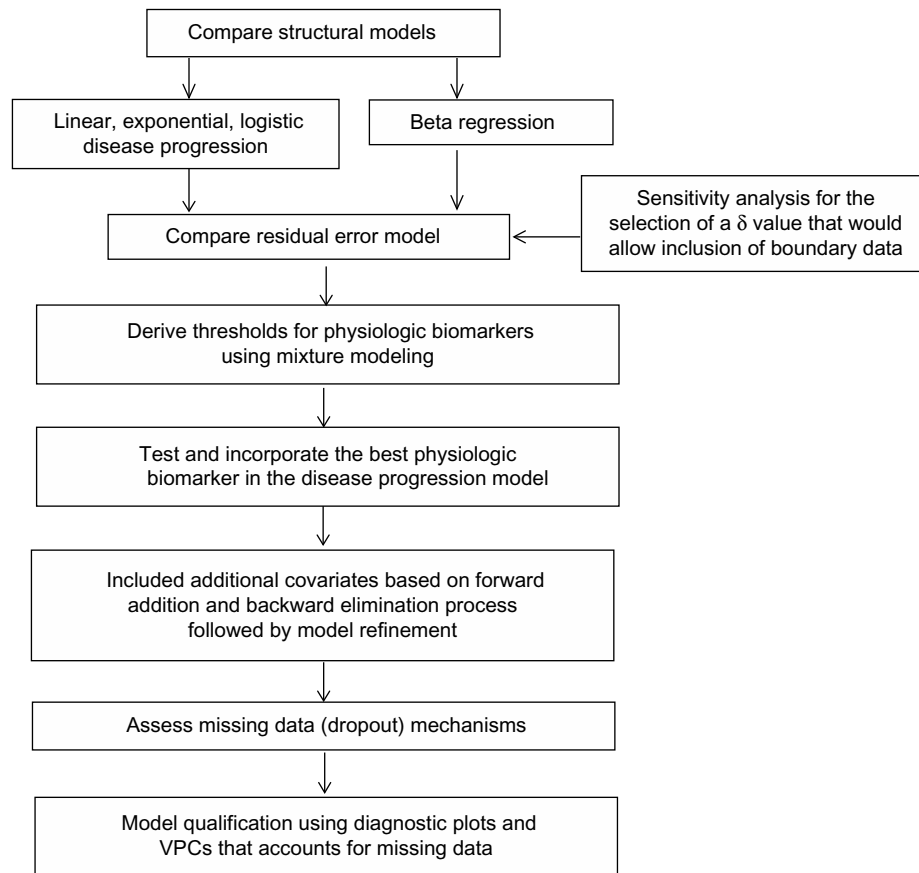 Compare structural models
Linear, exponential, logistic
disease progression
Beta regression
Sensitivity analysis for the
selection of a δ value that would
allow inclusion of boundary data
Compare residual error model
Derive thresholds for physiologic biomarkers
using mixture modeling
Test and incorporate the best physiologic
biomarker in the disease progression model
Included additional covariates based on forward
addition and backward elimination process
followed by model refinement
Assess missing data (dropout) mechanisms
Model qualification using diagnostic plots and
VPCs that accounts for missing data